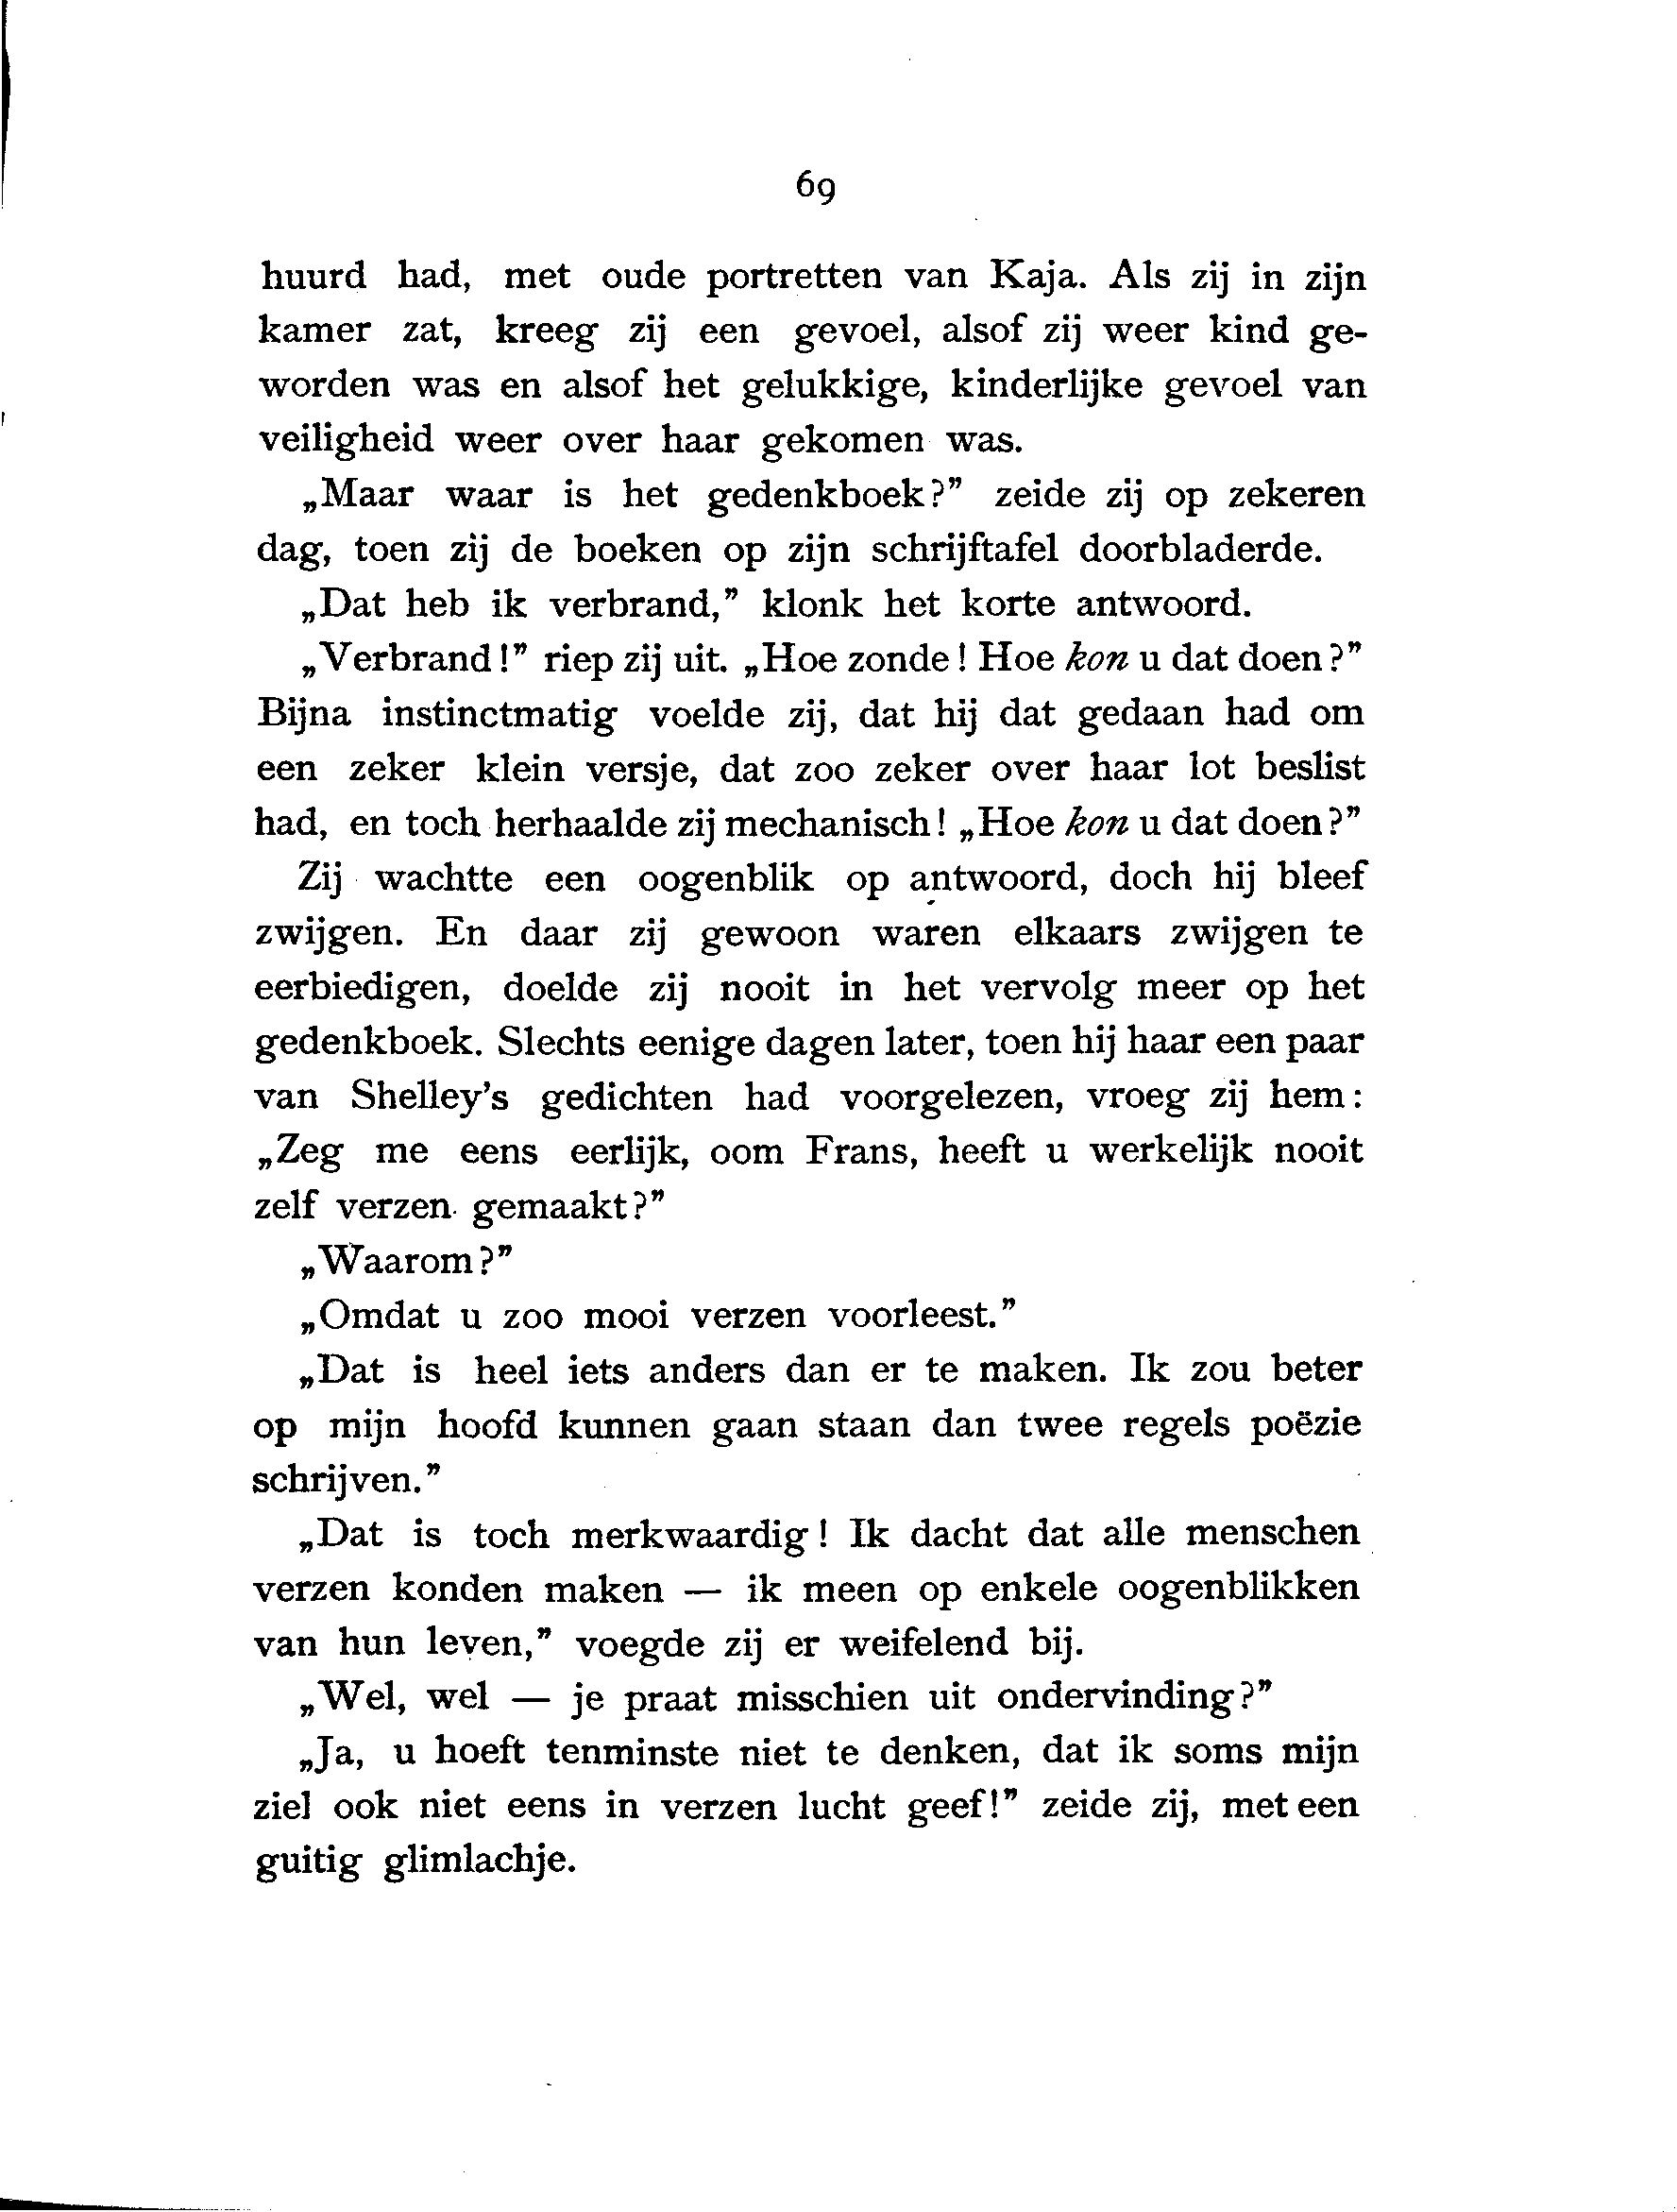 69
huurd had, met oude portretten van Kaja. Als zij in zijn
kamer zat, kreeg zij een gevoel, alsof zij weer kind ge-
worden was en alsof het gelukkige, kinderlijke gevoel van
veiligheid weer over haar gekomen was.
„Maar waar is het gedenkboek?” zeide zij op zekeren
dag, toen zij de boeken op zijn schrijftafel doorbladerde.
„Dat heb ik verbrand,” klonk het korte antwoord.
„Verbrand!” riep zij uit. „Hoe zonde! Hoe kon u dat doen?”
Bijna instinctmatig voelde zij, dat hij dat gedaan had om
een zeker klein versje, dat zoo zeker over haar lot beslist
had, en toch herhaalde zij mechanisch! „Hoe kon u dat doen?”
Zij wachtte een oogenblik op antwoord, doch hij bleef
zwijgen. En daar zij gewoon waren elkaars zwijgen te
eerbiedigen, doelde zij nooit in het vervolg meer op het
gedenkboek. Slechts eenige dagen later, toen hij haar een paar
van Shelley's gedichten had voorgelezen, vroeg zij hem:
„Zeg me eens eerlijk, oom Frans, heeft u werkelijk nooit
zelf verzen gemaakt?”
„Waarom?”
„Omdat u zoo mooi verzen voorleest.”
„Dat is heel iets anders dan er te maken. Ik zou beter
op mijn hoofd kunnen gaan staan dan twee regels poëzie
schrijven.”
„Dat is toch merkwaardig! Ik dacht dat alle menschen
verzen konden maken — ik meen op enkele oogenblikken
van hun leven,” voegde zij er weifelend bij.
„Wel, wel — je praat misschien uit ondervinding?”
„Ja, u hoeft tenminste niet te denken, dat ik soms mijn
ziel ook niet eens in verzen lucht geef!” zeide zij, met een
guitig glimlachje.